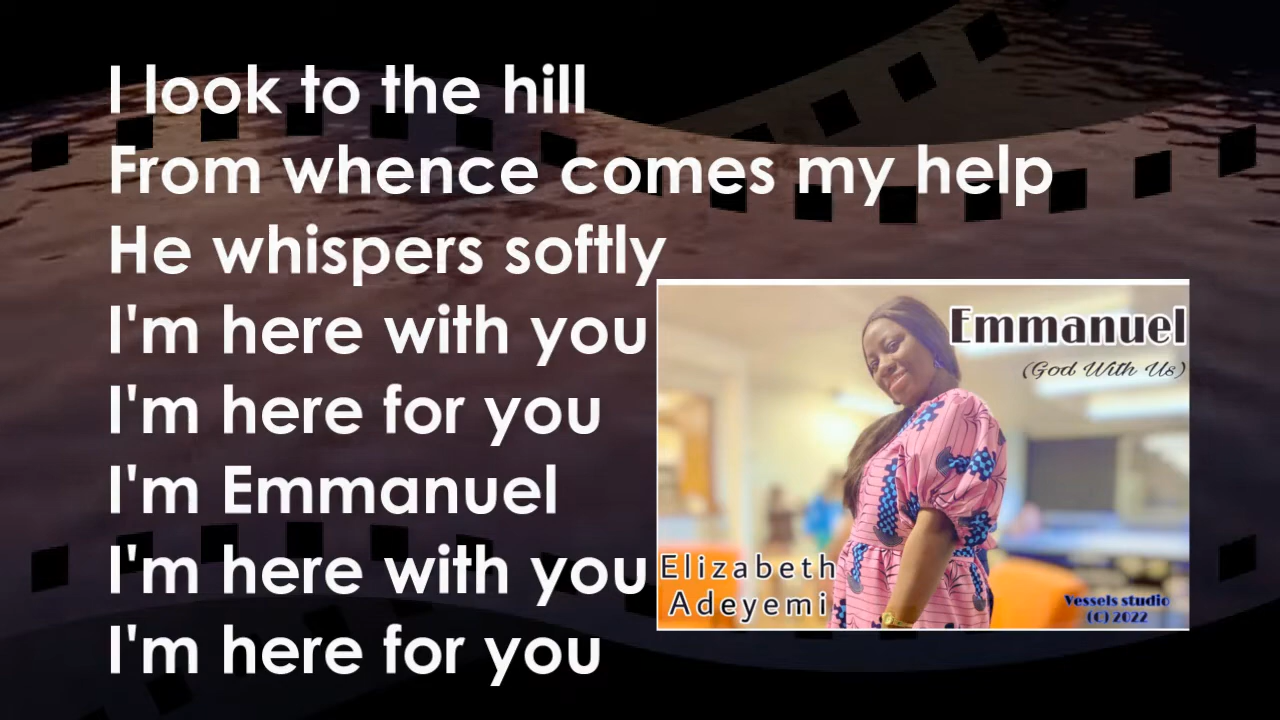 I look to the hill
From whence comes my help
He whispers softly
I'm here with you
I'm here for you
I'm Emmanuel
I'm here with you
I'm here for you
Emmanuel
(God With Us)
Elizabeth
Adeyemi
Vessels studio
(C) 2022